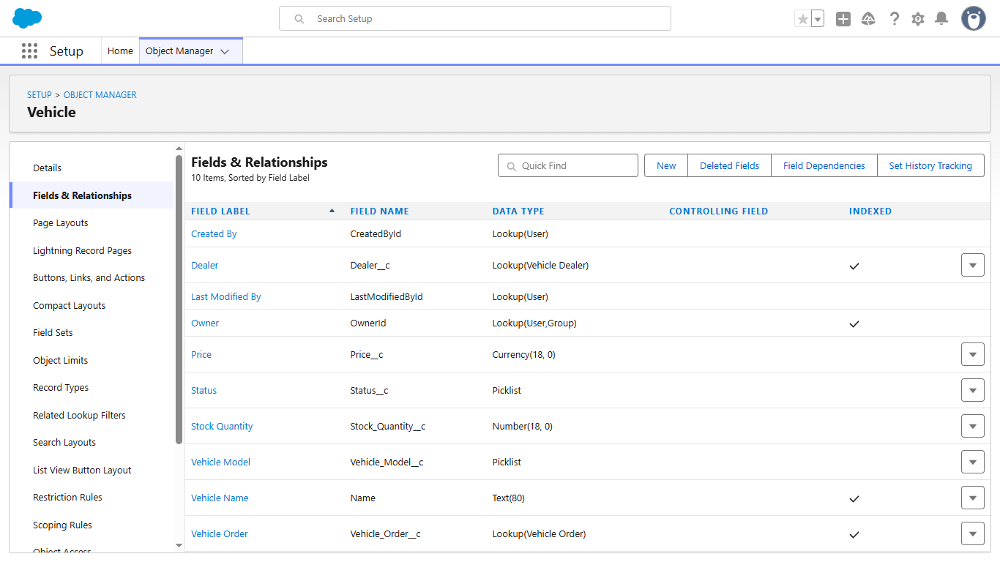 Search Setup
Setup
Home
Object Manager
SETUP > OBJECT MANAGER
Vehicle
Details
Fields & Relationships
Page Layouts
Lightning Record Pages
Buttons, Links, and Actions
Compact Layouts
Field Sets
Object Limits
Record Types
Related Lookup Filters
Search Layouts
List View Button Layout
Restriction Rules
Scoping Rules
Object Access
Fields & Relationships
10 Items, Sorted by Field Label
Quick Find
New
Deleted Fields
Field Dependencies
Set History Tracking
FIELD LABEL FIELD NAME DATA TYPE CONTROLLING FIELD INDEXED
Created By CreatedById Lookup(User)
Dealer Dealer__c Lookup(Vehicle Dealer)
Last Modified By LastModifiedById Lookup(User)
Owner OwnerId Lookup(User,Group)
Price Price__c Currency(18, 0)
Status Status__c Picklist
Stock Quantity Stock_Quantity__c Number(18, 0)
Vehicle Model Vehicle_Model__c Picklist
Vehicle Name Name Text(80)
Vehicle Order Vehicle_Order__c Lookup(Vehicle Order)